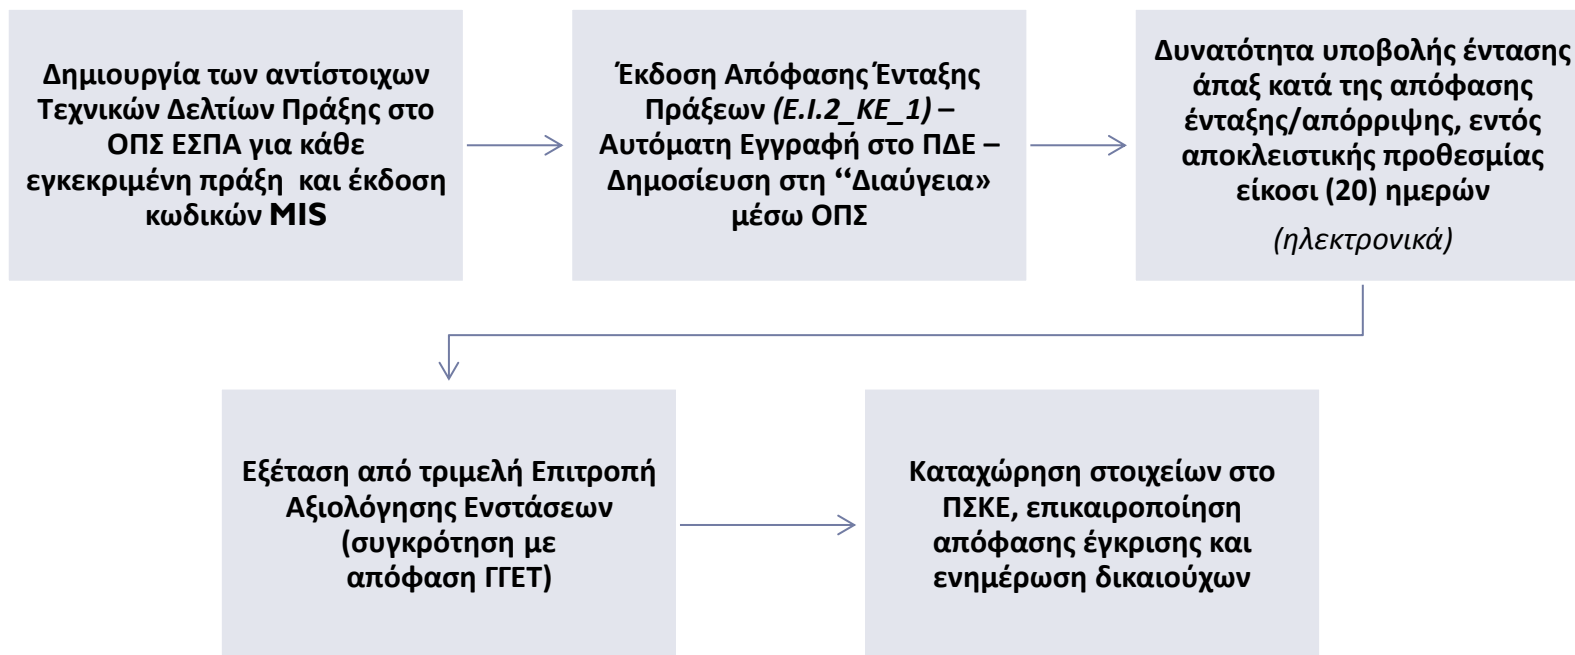 Δημιουργία των αντίστοιχων
Τεχνικών Δελτίων Πράξης στο
ΟΠΣ ΕΣΠΑ για κάθε
εγκεκριμένη πράξη και έκδοση
κωδικών MIS
Έκδοση Απόφασης Ένταξης
Πράξεων (Ε.Ι.2_ΚΕ_1) –
Αυτόματη Εγγραφή στο ΠΔΕ –
Δημοσίευση στη “Διαύγεια»
μέσω ΟΠΣ
Δυνατότητα υποβολής έντασης
άπαξ κατά της απόφασης
ένταξης/απόρριψης, εντός
αποκλειστικής προθεσμίας
είκοσι (20) ημερών
(ηλεκτρονικά)
Εξέταση από τριμελή Επιτροπή
Αξιολόγησης Ενστάσεων
(συγκρότηση με
απόφαση ΓΓΕΤ)
Καταχώρηση στοιχείων στο
ΠΣΚΕ, επικαιροποίηση
απόφασης έγκρισης και
ενημέρωση δικαιούχων